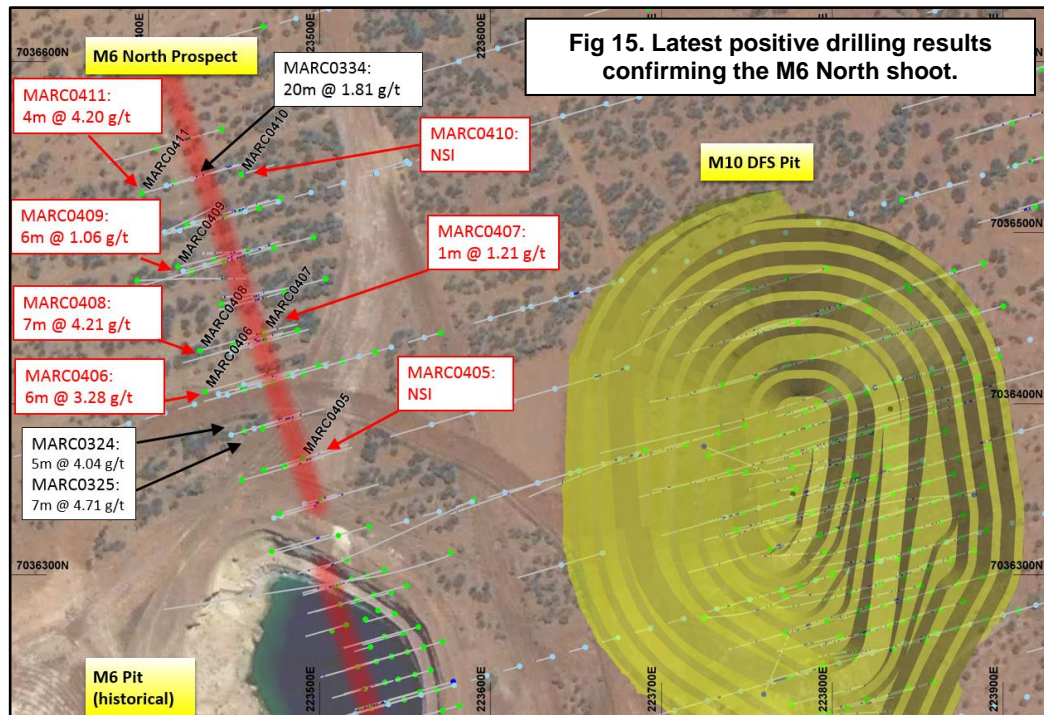 Fig 15. Latest positive drilling results
confirming the M6 North shoot.
7036600N
400E
223500E
223600E
M6 North Prospect
MARC0334:
20m @ 1.81 g/t
MARC0411:
4m @ 4.20 g/t
MARC0411
MARC0410
MARC0410:
NSI
M10 DFS Pit
MARC0409:
6m @ 1.06 g/t
MARC0409
MARC0407:
1m @ 1.21 g/t
7036500N
MARC0407
MARC0408:
7m @ 4.21 g/t
MARC0408
MARC0406
MARC0406:
6m @ 3.28 g/t
MARC0405:
NSI
7036400N
MARC0405
MARC0324:
5m @ 4.04 g/t
MARC0325:
7m @ 4.71 g/t
7036300N
7036300N
M6 Pit
(historical)
223500E
223600E
223700E
223800E
223900E